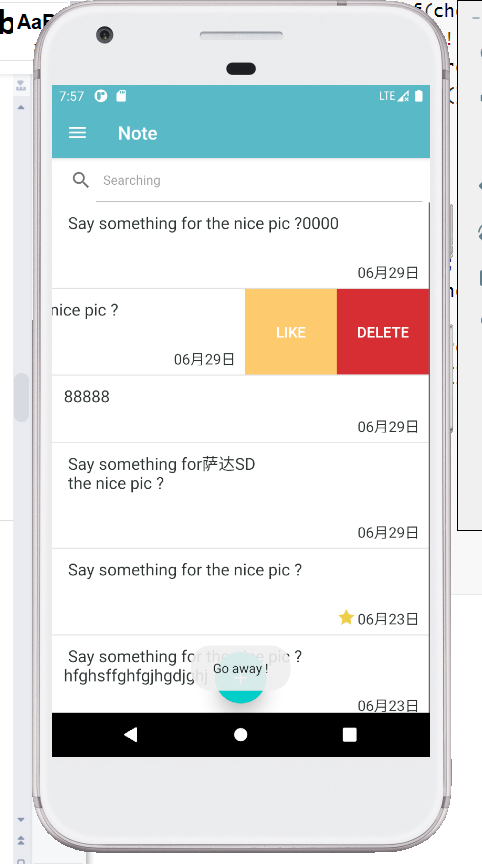 AaB
7:57
LTE
Note
Searching
Say something for the nice pic ?0000
06月29日
nice pic ?
06月29日
LIKE
DELETE
88888
06月29日
Say something for萨达SD
the nice pic ?
06月29日
Say something for the nice pic ?
06月23日
Say something for the nice pic ?
hfghsffghfgjhgdjghj
06月23日
Go away !